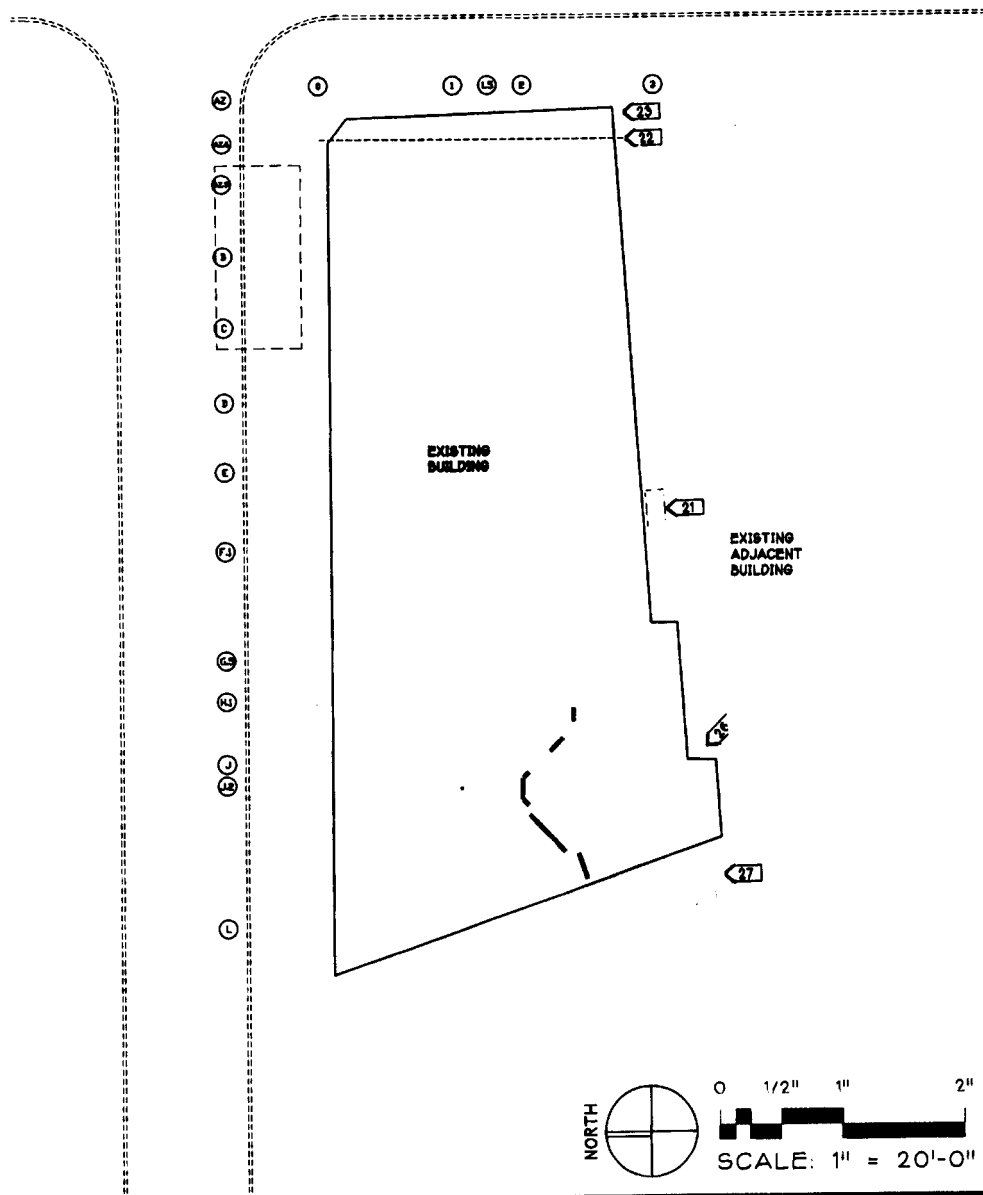 0 1 1.5 2 3
A2
23
22
B
C
D
E
EXISTING
BUILDING
21
F.1
EXISTING
ADJACENT
BUILDING
G.5
H.1
J
J.2
27
L
NORTH
0 1/2" 1" 2"
SCALE: 1" = 20'-0"